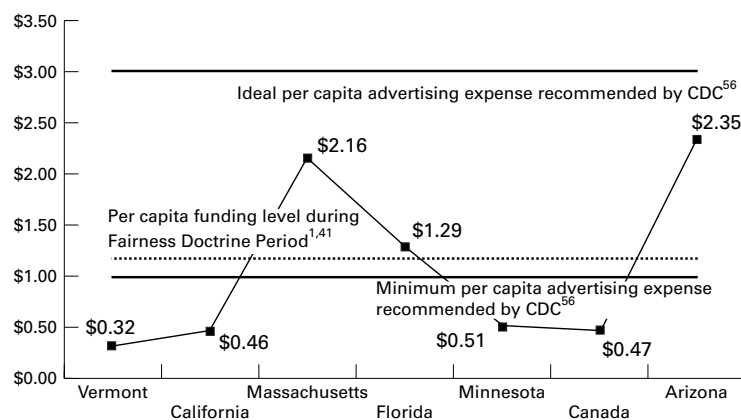 $3.50
$3.00
Ideal per capita advertising expense recommended by CDC56
$2.50
$2.35
$2.16
$2.00
Per capita funding level during
$1.50
Fairness Doctrine Period1,41
$1.29
$1.00
Minimum per capita advertising expense
recommended by CDC56
$0.50
$0.32
$0.46
$0.51
$0.47
$0.00
Vermont
Massachusetts
Minnesota
Arizona
California
Florida
Canada